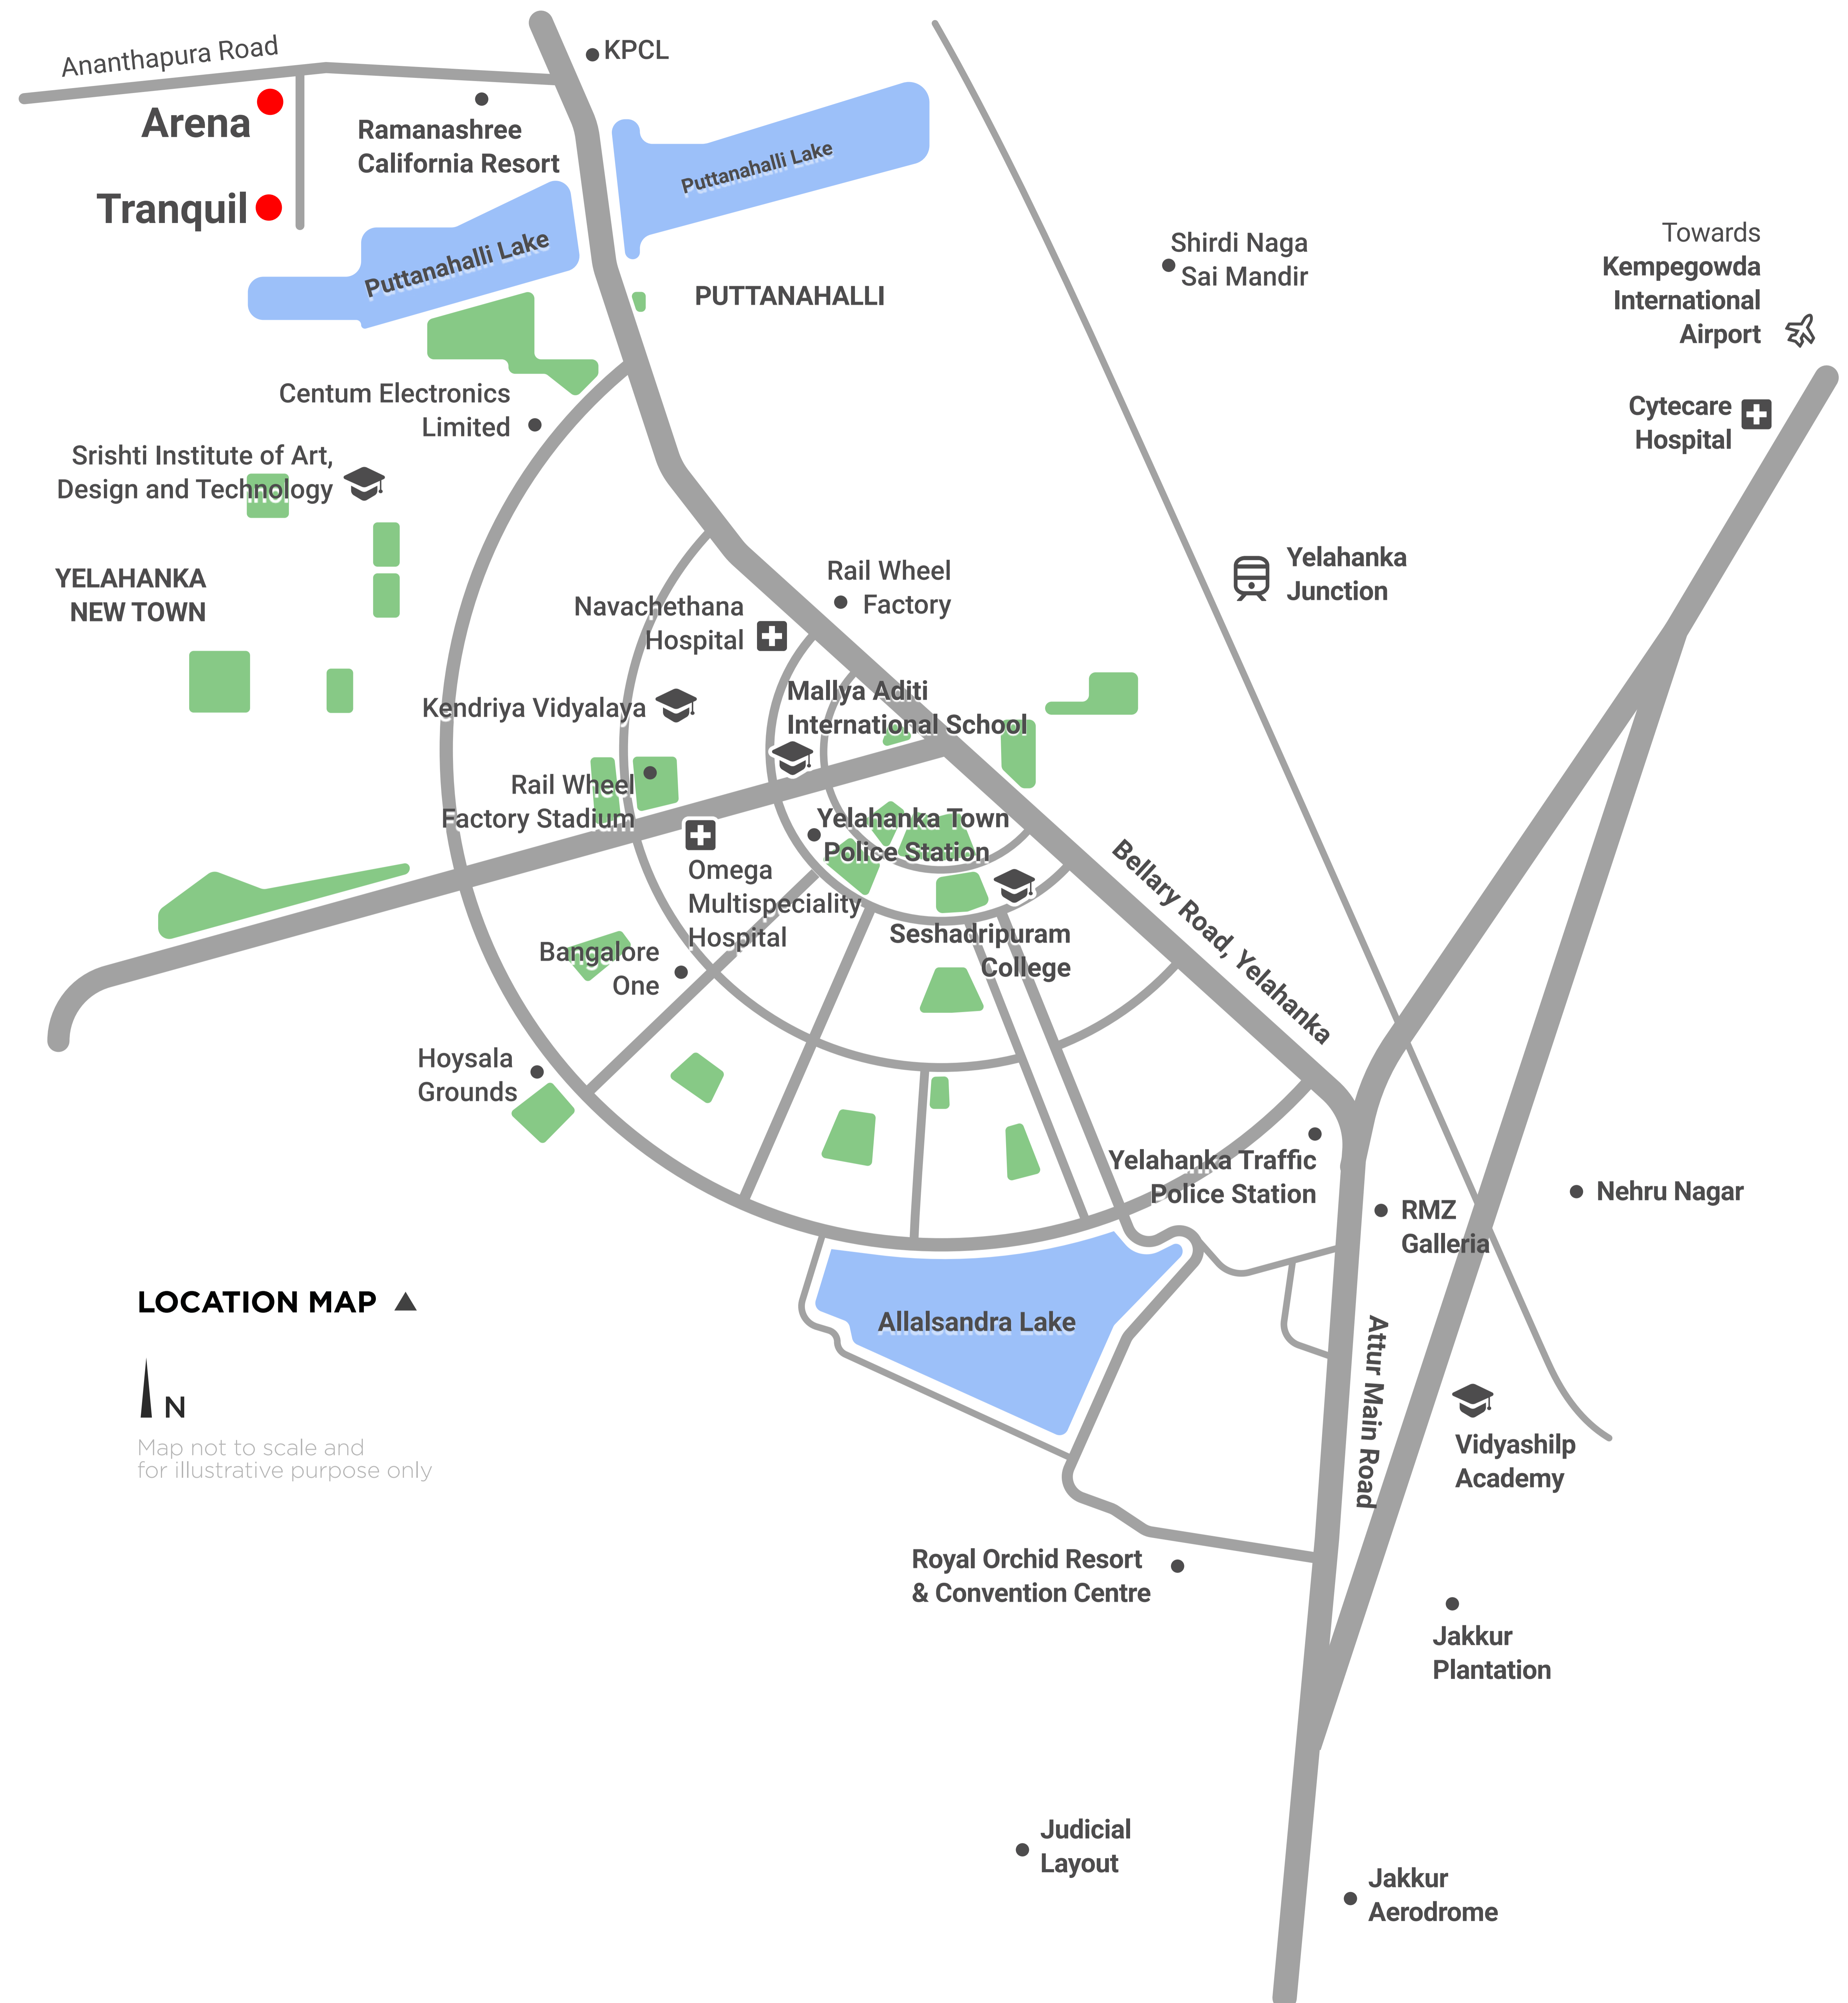 KPCL
Ananthapura Road
Arena
Ramanashree
California Resort
Tranquil
Puttanahalli Lake
Puttanahalli Lake
PUTTANAHALLI
Shirdi Naga
Sai Mandir
Towards
Kempegowda
International
Airport
Cytecare
Hospital
Centum Electronics
Limited
Srishti Institute of Art,
Design and Technology
YELAHANKA
NEW TOWN
Rail Wheel
Factory
Yelahanka
Junction
Navachethana
Hospital
Kendriya Vidyalaya
Mallya Aditi
International School
Rail Wheel
Factory Stadium
Yelahanka Town
Police Station
Omega
Multispeciality
Hospital
Bellary Road, Yelahanka
Seshadripuram
College
Bangalore
One
Hoysala
Grounds
Yelahanka Traffic
Police Station
RMZ
Galleria
Nehru Nagar
LOCATION MAP
Allalsandra Lake
Attur Main Road
N
Map not to scale and
for illustrative purpose only
Vidyashilp
Academy
Royal Orchid Resort
& Convention Centre
Jakkur
Plantation
Judicial
Layout
Jakkur
Aerodrome